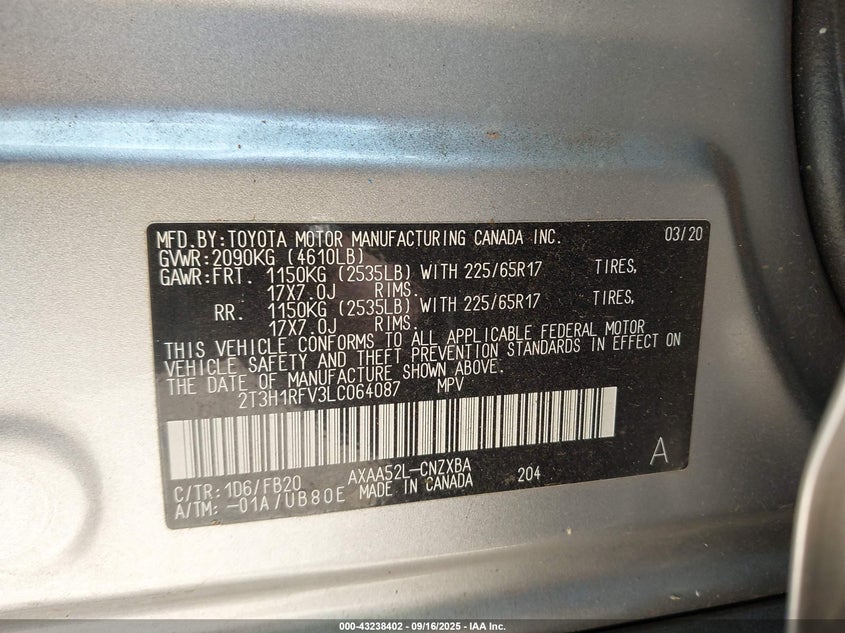 MFD.BY:TOYOTA MOTOR MANUFACTURING CANADA INC. 03/20
GVWR:2090KG (4610LB)
GAWR:FRT. 1150KG (2535LB) WITH 225/65R17 TIRES,
17X7.0J RIMS.
RR. 1150KG (2535LB) WITH 225/65R17 TIRES,
17X7.0J RIMS.
THIS VEHICLE CONFORMS TO ALL APPLICABLE FEDERAL MOTOR
VEHICLE SAFETY AND THEFT PREVENTION STANDARDS IN EFFECT ON
THE DATE OF MANUFACTURE SHOWN ABOVE.
2T3H1RFV3LC064087 MPV
A
C/TR:1D6/FB20 AXAA52L-CNZXBA 204
A/TM:-01A/UB80E MADE IN CANADA
000-43238402 - 09/16/2025 - IAA Inc.